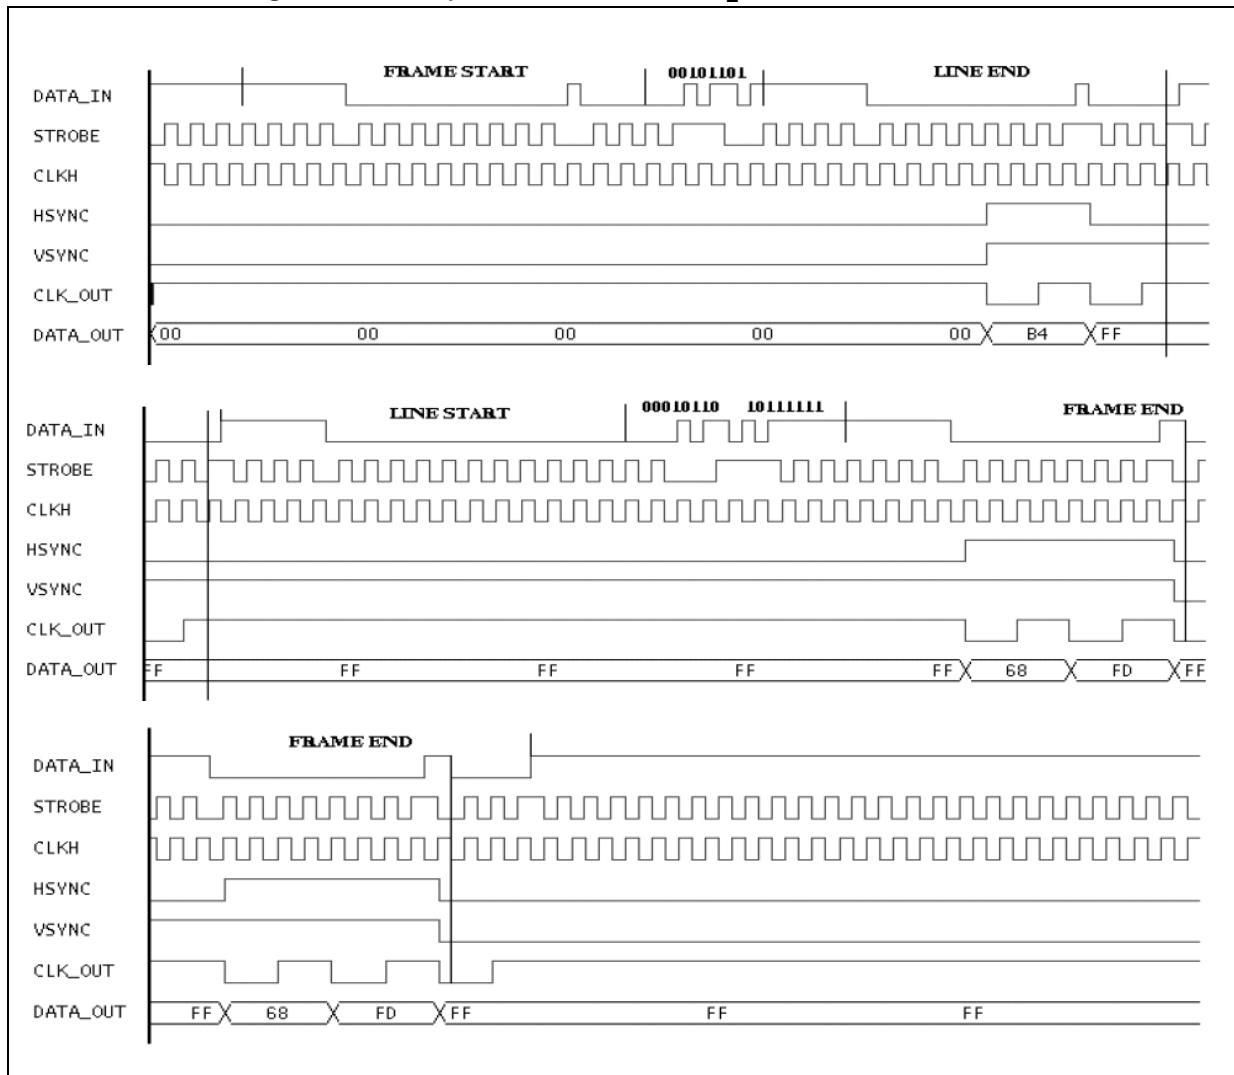 FRAME START 00101101 LINE END
DATA_IN
STROBE
CLKH
HSYNC
VSYNC
CLK_OUT
DATA_OUT 00 00 00 00 00 B4 FF
LINE START 00010110 10111111 FRAME END
DATA_IN
STROBE
CLKH
HSYNC
VSYNC
CLK_OUT
DATA_OUT FF FF FF FF FF 68 FD FF
FRAME END
DATA_IN
STROBE
CLKH
HSYNC
VSYNC
CLK_OUT
DATA_OUT FF 68 FD FF FF FF